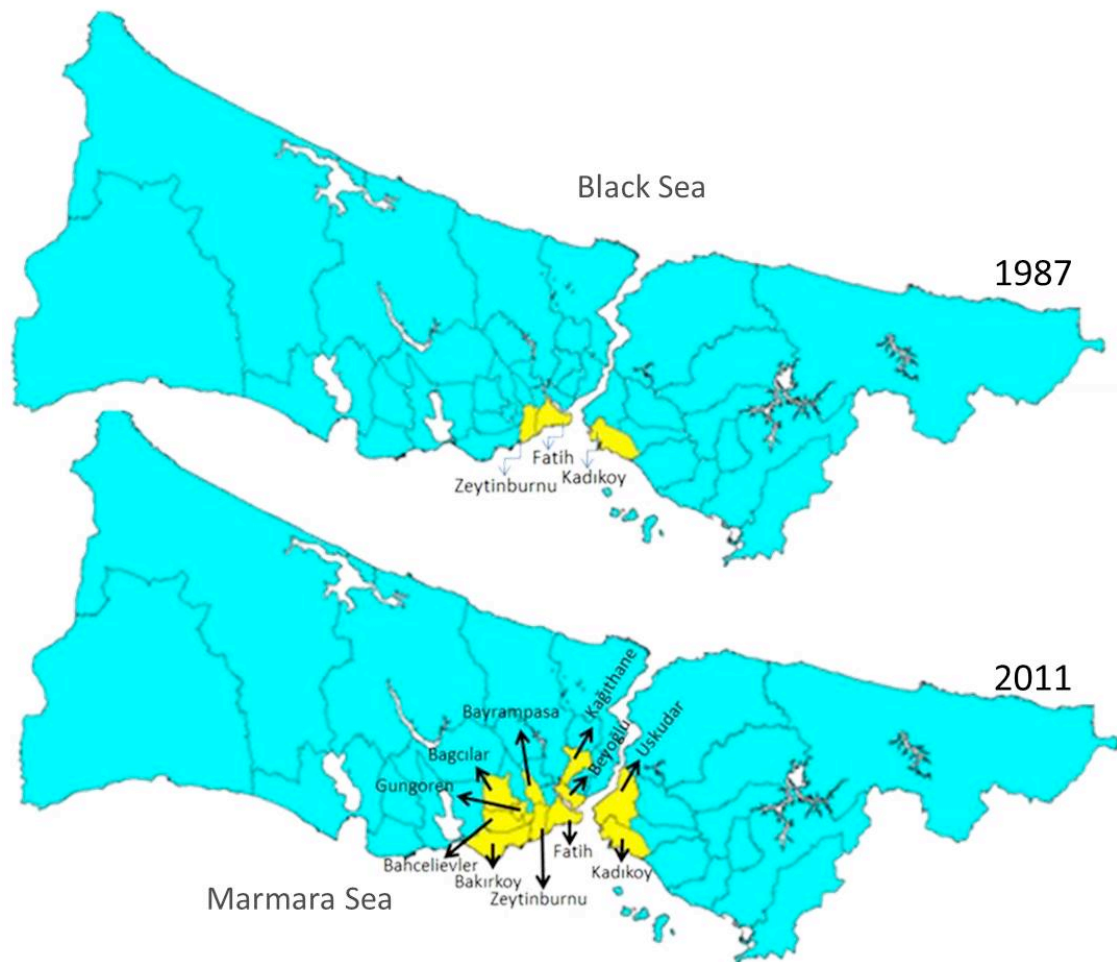 Black Sea
1987
Fatih
Zeytinburnu
Kadıkoy
2011
Kağıthane
Bayrampasa
Beyoğlu
Uskudar
Bagcılar
Gungoren
Fatih
Bahcelievler
Kadıkoy
Bakırkoy
Zeytinburnu
Marmara Sea